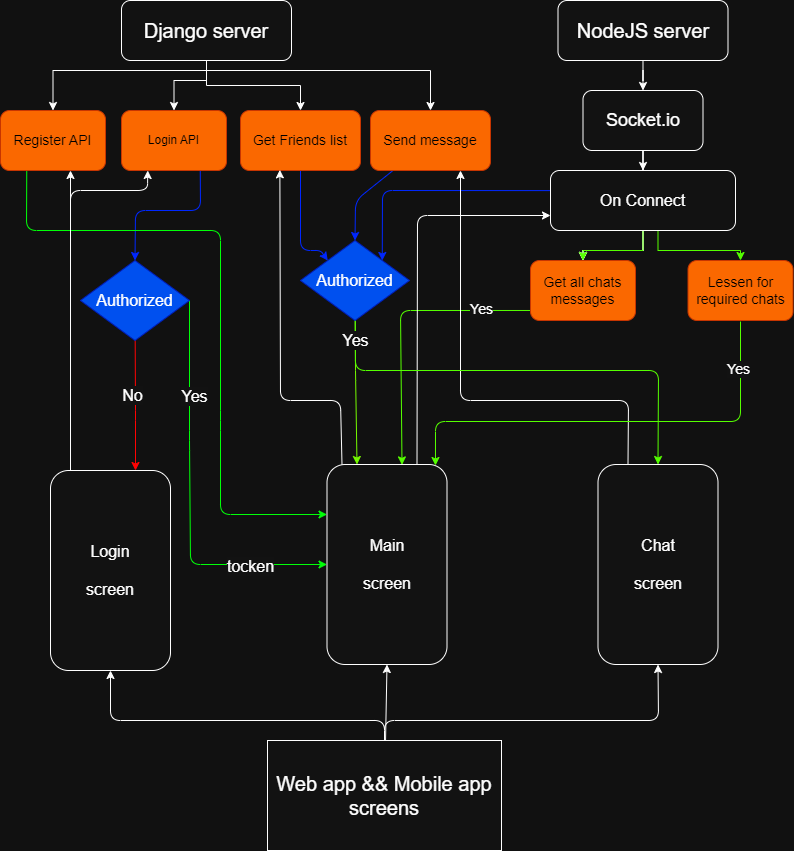 Django server
NodeJS server
Socket.io
Register API
Login API
Get Friends list
Send message
On Connect
Authorized
Authorized
Get all chats
messages
Lessen for
required chats
Yes
Yes
Yes
No
Yes
Login
screen
Main
screen
Chat
screen
tocken
Web app && Mobile app
screens